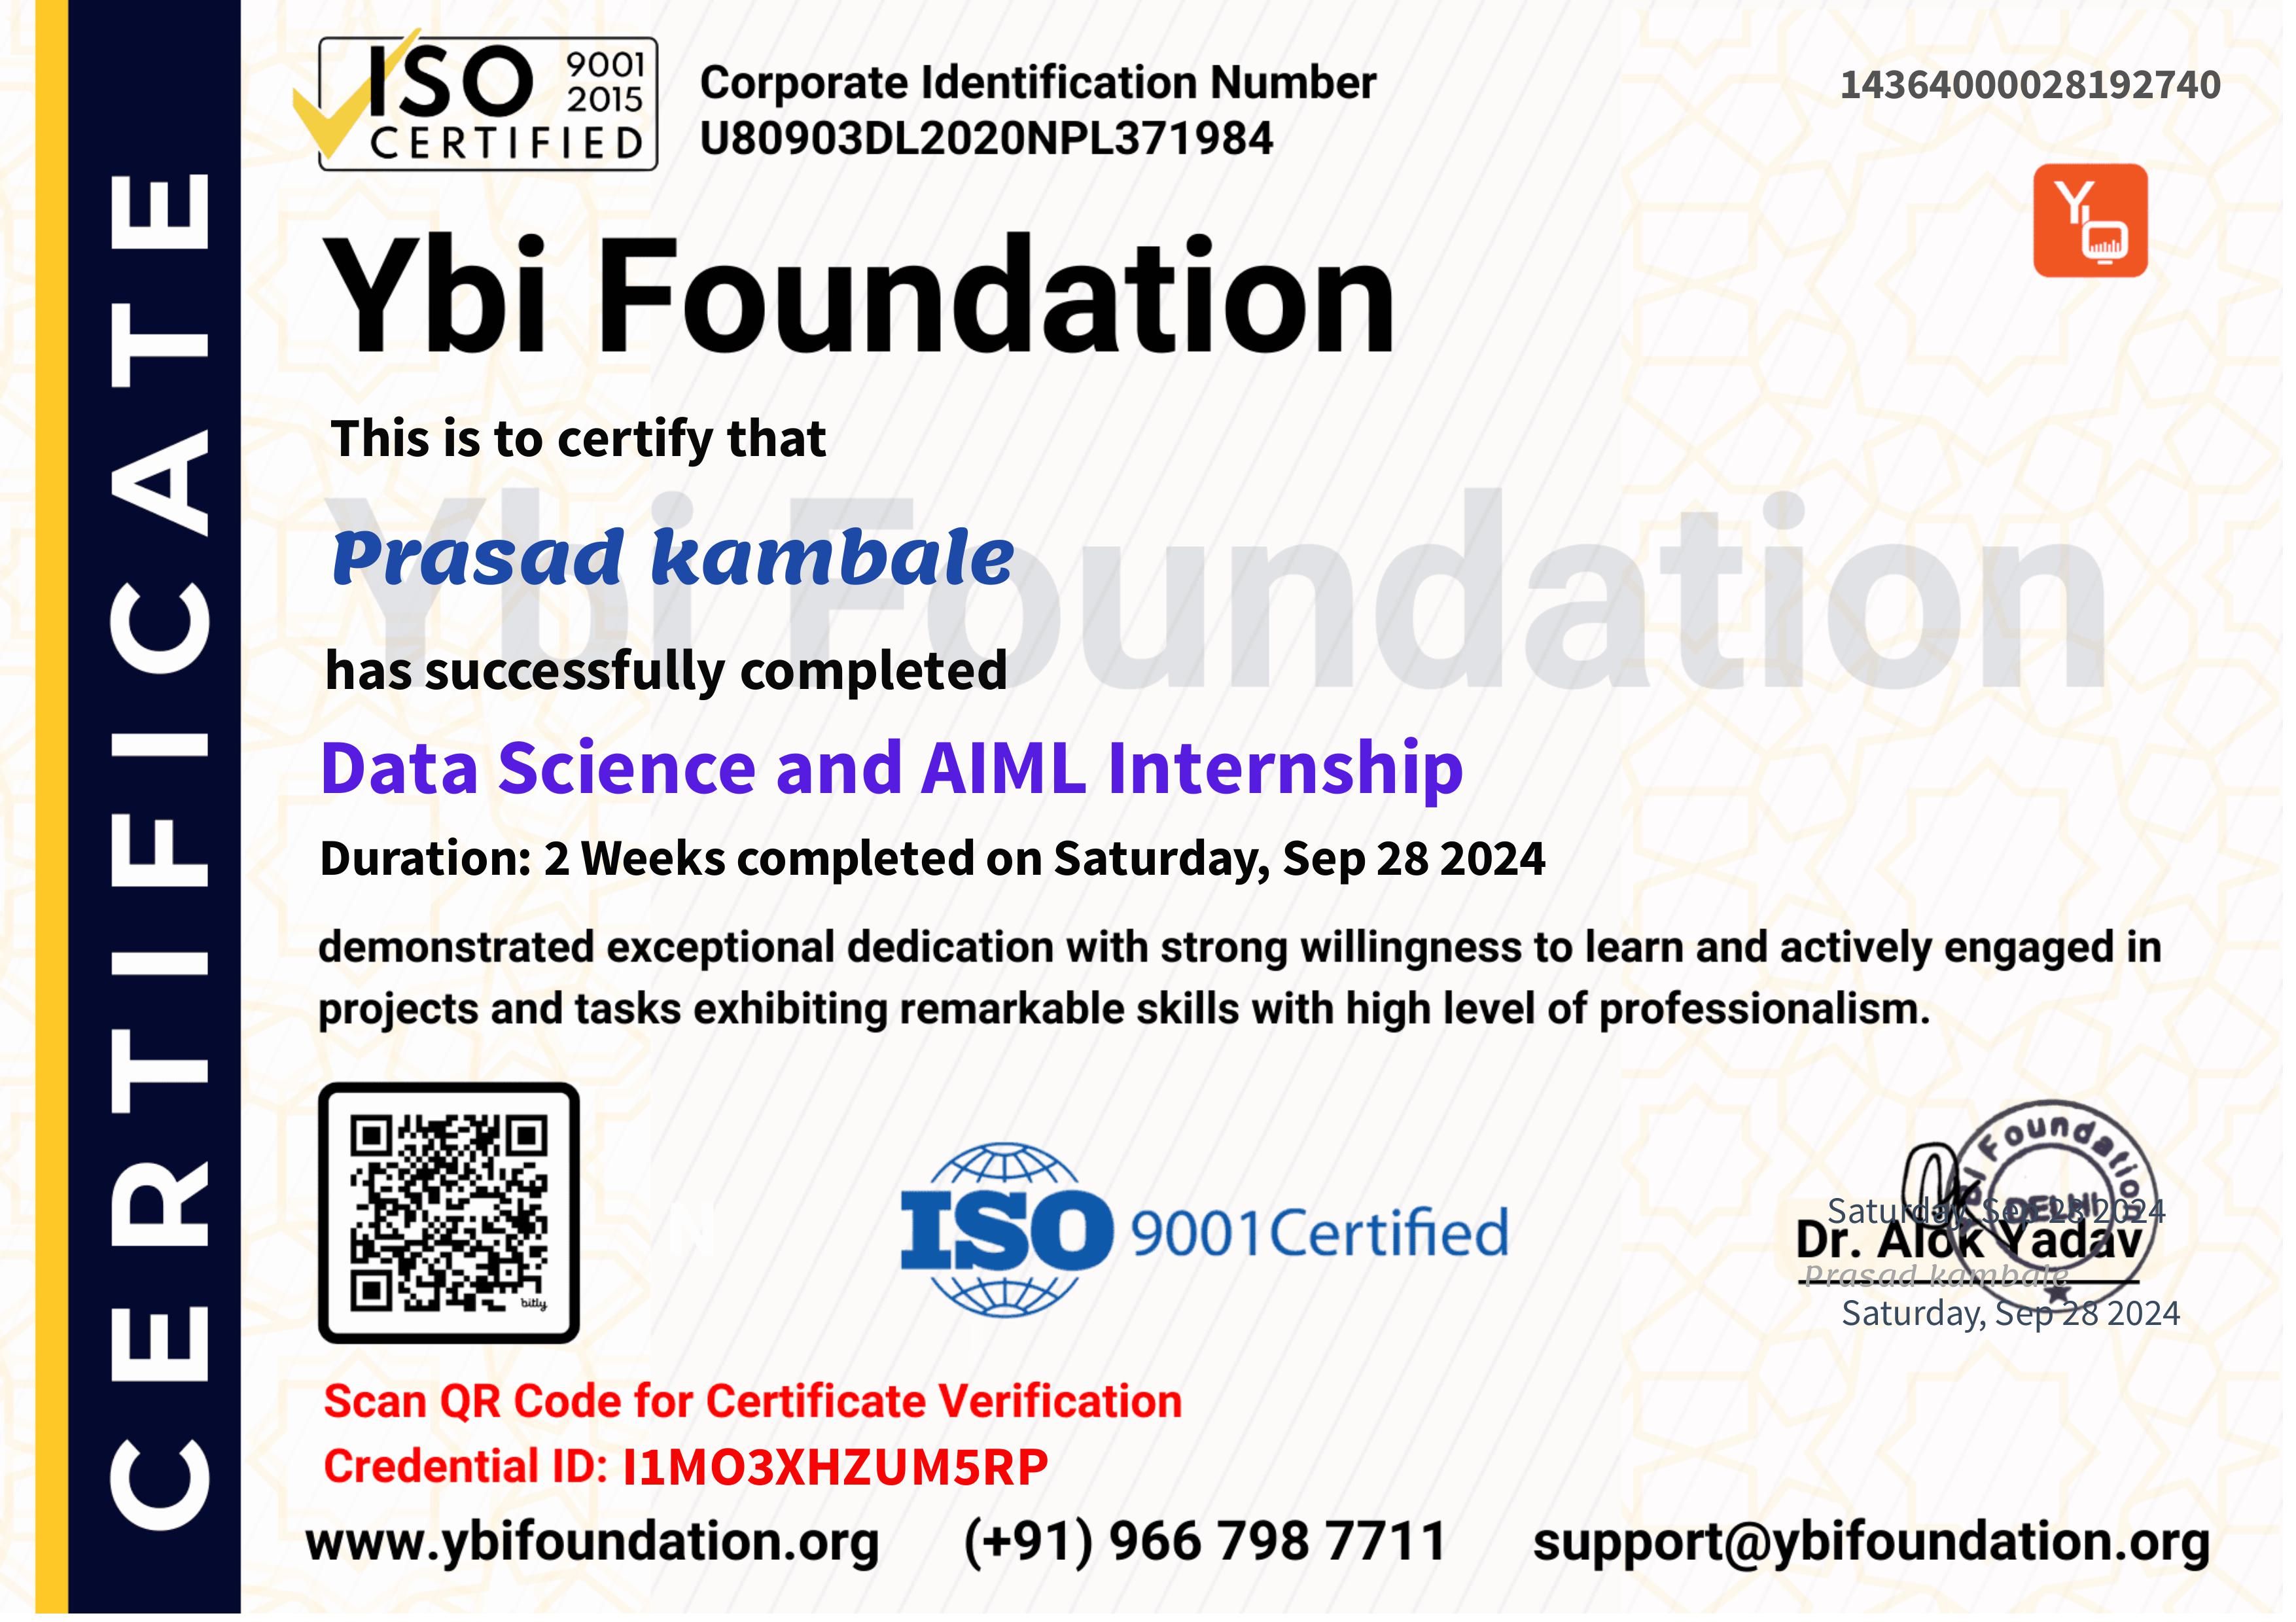 CERTIFICATE
ISO 9001
2015
CERTIFIED
Corporate Identification Number
U80903DL2020NPL371984
14364000028192740
Yb
Ybi Foundation
This is to certify that
Ybi Foundation
Prasad kambale
has successfully completed
Data Science and AIML Internship
Duration: 2 Weeks completed on Saturday, Sep 28 2024
demonstrated exceptional dedication with strong willingness to learn and actively engaged in
projects and tasks exhibiting remarkable skills with high level of professionalism.
bitly
ISO 9001Certified
Ybi Foundation
DELHI
Saturday, Sep 28 2024
Dr. Alok Yadav
Prasad kambale
Saturday, Sep 28 2024
Scan QR Code for Certificate Verification
Credential ID: I1MO3XHZUM5RP
www.ybifoundation.org (+91) 966 798 7711 support@ybifoundation.org